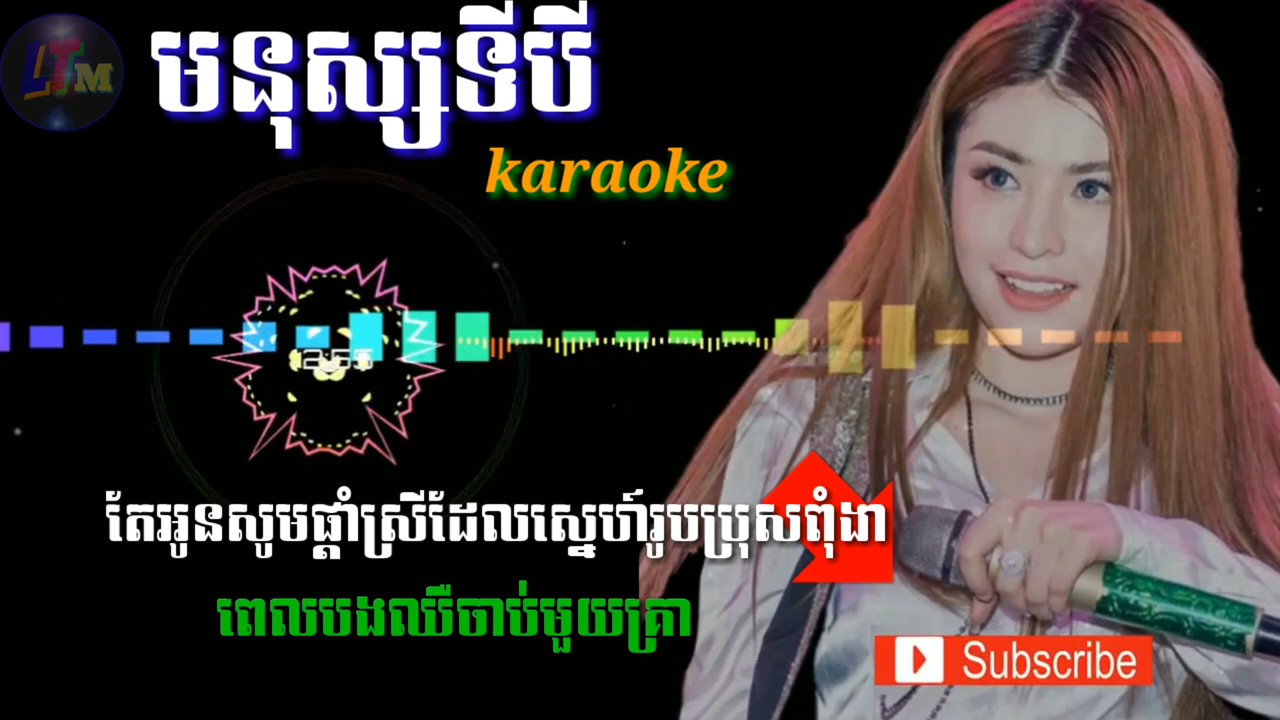 LTM
មនុស្សទីបី
karaoke
តែអូនសូមផ្តាំស្រីដែលស្នេហ៍រូបប្រុសពុំងា
ពេលបងឈឺចាប់មួយគ្រា
Subscribe